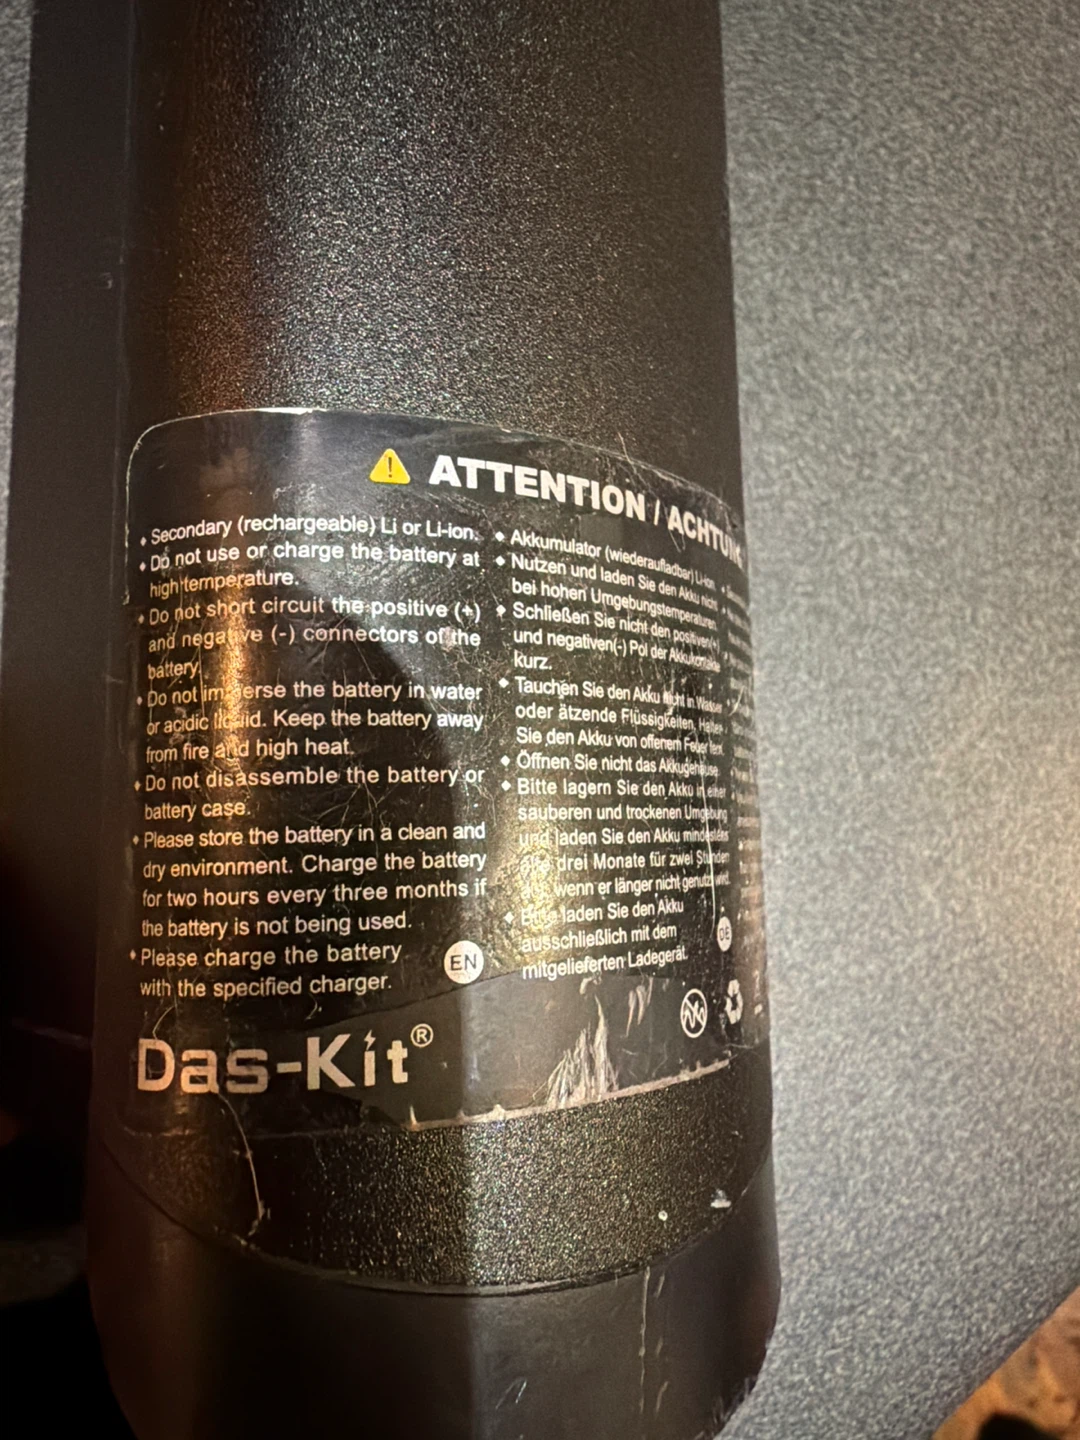 ATTENTION / ACHTUNG
Secondary (rechargeable) Li or Li-ion.
Do not use or charge the battery at
high temperature.
Do not short circuit the positive (+)
and negative (-) connectors of the
battery.
Do not immerse the battery in water
or acidic liquid. Keep the battery away
from fire and high heat.
Do not disassemble the battery or
battery case.
Please store the battery in a clean and
dry environment. Charge the battery
for two hours every three months if
the battery is not being used.
Please charge the battery
with the specified charger.
EN
Akkumulator (wiederaufladbar) Li-ion
Nutzen und laden Sie den Akku nicht
bei hohen Umgebungstemperaturen.
Schließen Sie nicht den positiven(+)
und negativen(-) Pol der Akkukontakte
kurz.
Tauchen Sie den Akku nicht in Wasser
oder ätzende Flüssigkeiten, Halten
Sie den Akku von offenem Feuer fern.
Öffnen Sie nicht das Akkugehäuse.
Bitte lagern Sie den Akku in einer
sauberen und trockenen Umgebung
und laden Sie den Akku mindestens
alle drei Monate für zwei Stunden
wenn er länger nicht genutzt wird.
Bitte laden Sie den Akku
ausschließlich mit dem
mitgelieferten Ladegerät.
DE
Das-Kit®